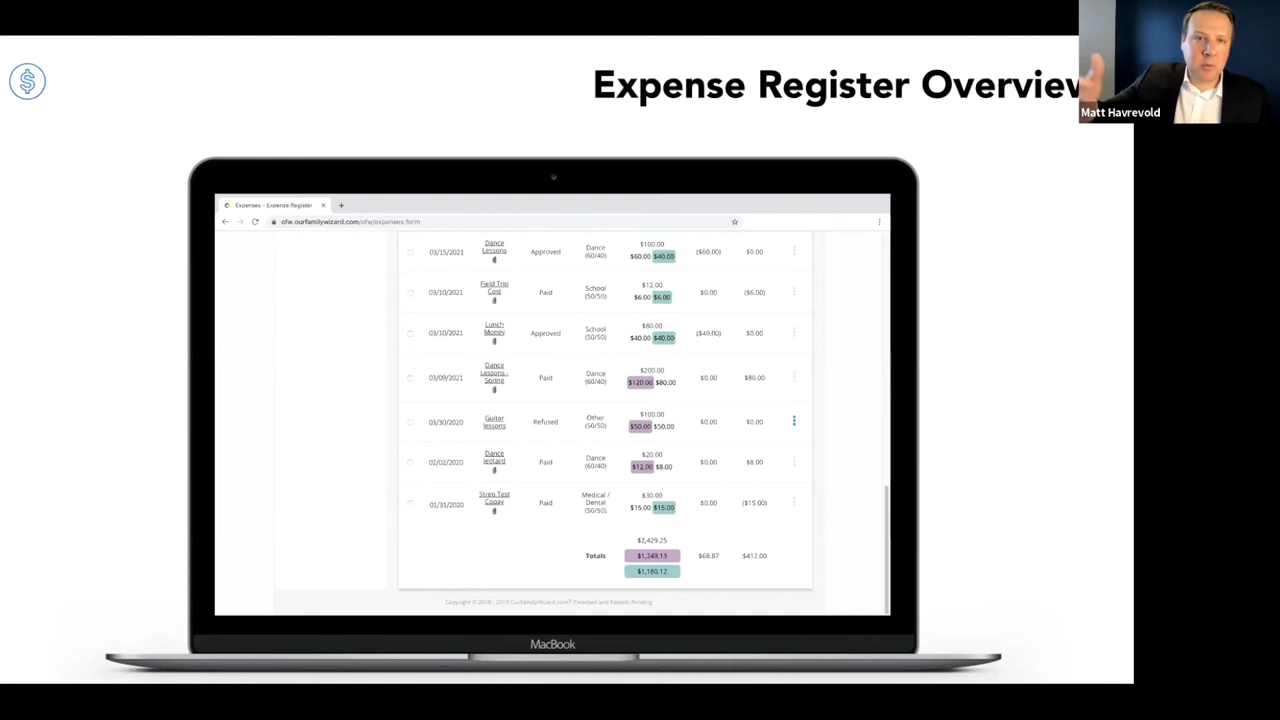 Expense Register Overview
Matt Havrevold
Expenses - Expense Register
ofw.ourfamilywizard.com/ofw/expenses.form
03/15/2021 Dance Lessons Approved Dance (60/40) $100.00 $60.00 $40.00 ($60.00) $0.00
03/10/2021 Field Trip Cost Paid School (50/50) $12.00 $6.00 $6.00 $0.00 ($6.00)
03/10/2021 Lunch Money Approved School (50/50) $80.00 $40.00 $40.00 ($40.00) $0.00
03/09/2021 Dance Lessons - Spring Paid Dance (60/40) $200.00 $120.00 $80.00 $0.00 $80.00
03/30/2020 Guitar lessons Refused Other (50/50) $100.00 $50.00 $50.00 $0.00 $0.00
02/02/2020 Dance leotard Paid Dance (60/40) $20.00 $12.00 $8.00 $0.00 $8.00
01/31/2020 Strep Test Copay Paid Medical / Dental (50/50) $30.00 $15.00 $15.00 $0.00 ($15.00)
$2,429.25
Totals $1,249.13 $68.87 $412.00
$1,180.12
OurFamilyWizard.com® Patented and Patents Pending
MacBook